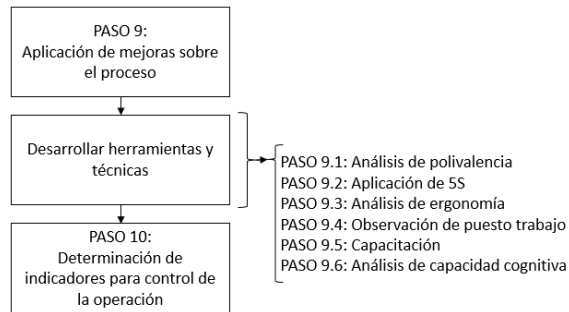 PASO 9:
Aplicación de mejoras sobre
el proceso
Desarrollar herramientas y
técnicas
PASO 9.1: Análisis de polivalencia
PASO 9.2: Aplicación de 5S
PASO 9.3: Análisis de ergonomía
PASO 9.4: Observación de puesto trabajo
PASO 9.5: Capacitación
PASO 9.6: Análisis de capacidad cognitiva
PASO 10:
Determinación de
indicadores para control de
la operación